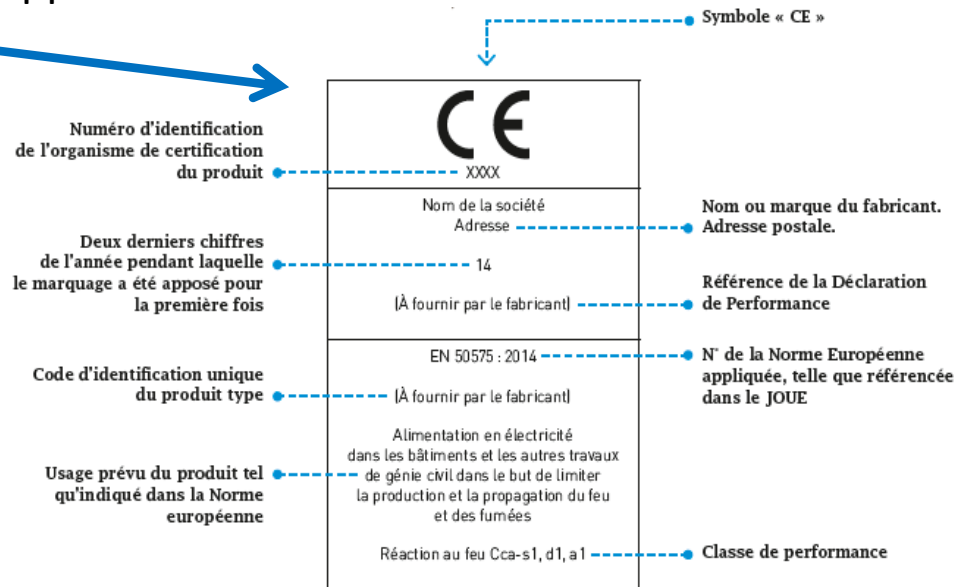 Symbole « CE »
CE
Numéro d'identification
de l'organisme de certification
du produit
XXXX
Nom de la société
Adresse
Nom ou marque du fabricant.
Adresse postale.
Deux derniers chiffres
de l'année pendant laquelle
le marquage a été apposé pour
la première fois
14
Référence de la Déclaration
de Performance
(À fournir par le fabricant)
EN 50575 : 2014
N° de la Norme Européenne
appliquée, telle que référencée
dans le JOUE
Code d'identification unique
du produit type
(À fournir par le fabricant)
Alimentation en électricité
dans les bâtiments et les autres travaux
de génie civil dans le but de limiter
la production et la propagation du feu
et des fumées
Usage prévu du produit tel
qu'indiqué dans la Norme
européenne
Réaction au feu Cca-s1, d1, a1
Classe de performance